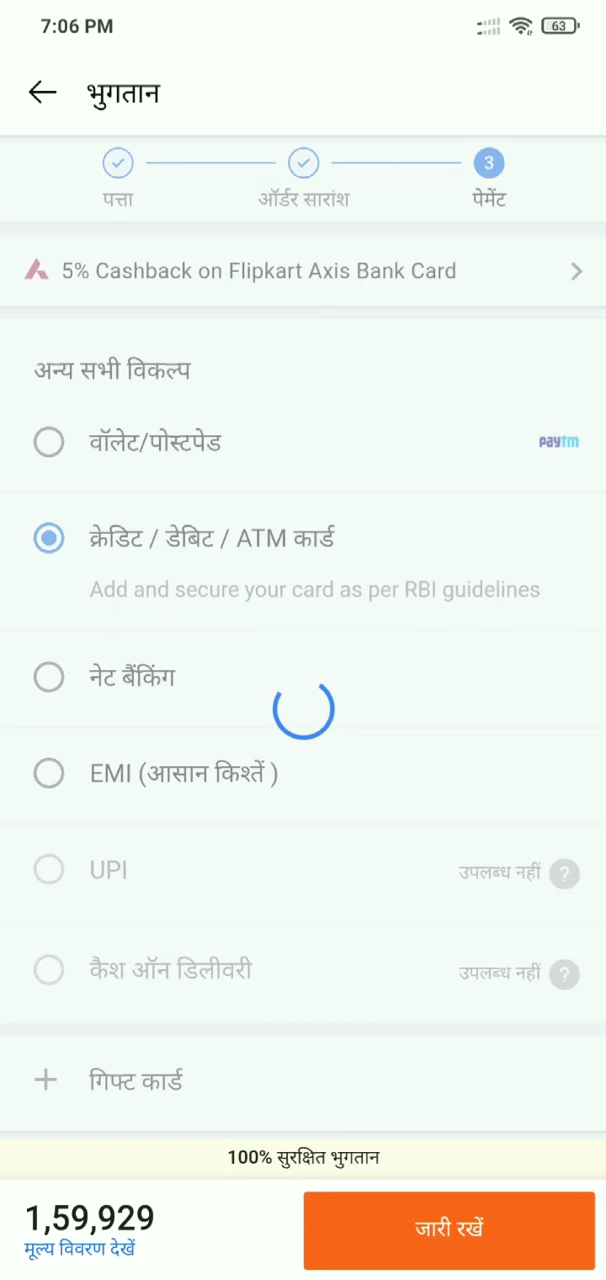 7:06 PM
63
भुगतान
3
पत्ता
ऑर्डर सारांश
पेमेंट
5% Cashback on Flipkart Axis Bank Card
अन्य सभी विकल्प
वॉलेट/पोस्टपेड
paytm
क्रेडिट / डेबिट / ATM कार्ड
Add and secure your card as per RBI guidelines
नेट बैंकिंग
EMI (आसान किश्तें )
UPI
उपलब्ध नहीं ?
कैश ऑन डिलीवरी
उपलब्ध नहीं ?
गिफ्ट कार्ड
100% सुरक्षित भुगतान
1,59,929
मूल्य विवरण देखें
जारी रखें